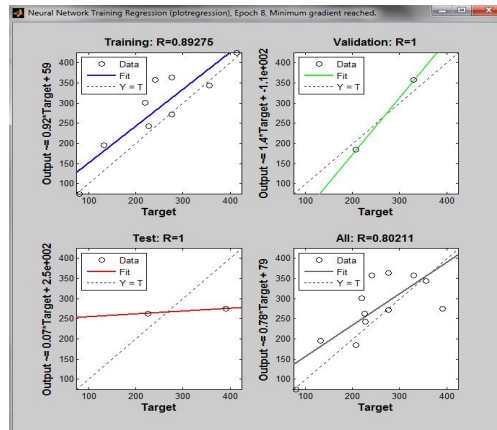 Neural Network Training Regression (plotregression), Epoch 8, Minimum gradient reached.
Training: R=0.89275
Output ~= 0.92*Target + 59
400
350
300
250
200
150
100
Data
Fit
Y = T
100 200 300 400
Target
Validation: R=1
Output ~= 1.4*Target + -1.1e+002
400
350
300
250
200
150
100
Data
Fit
Y = T
100 200 300 400
Target
Test: R=1
Output ~= 0.07*Target + 2.5e+002
400
350
300
250
200
150
100
Data
Fit
Y = T
100 200 300 400
Target
All: R=0.80211
Output ~= 0.78*Target + 79
400
350
300
250
200
150
100
Data
Fit
Y = T
100 200 300 400
Target